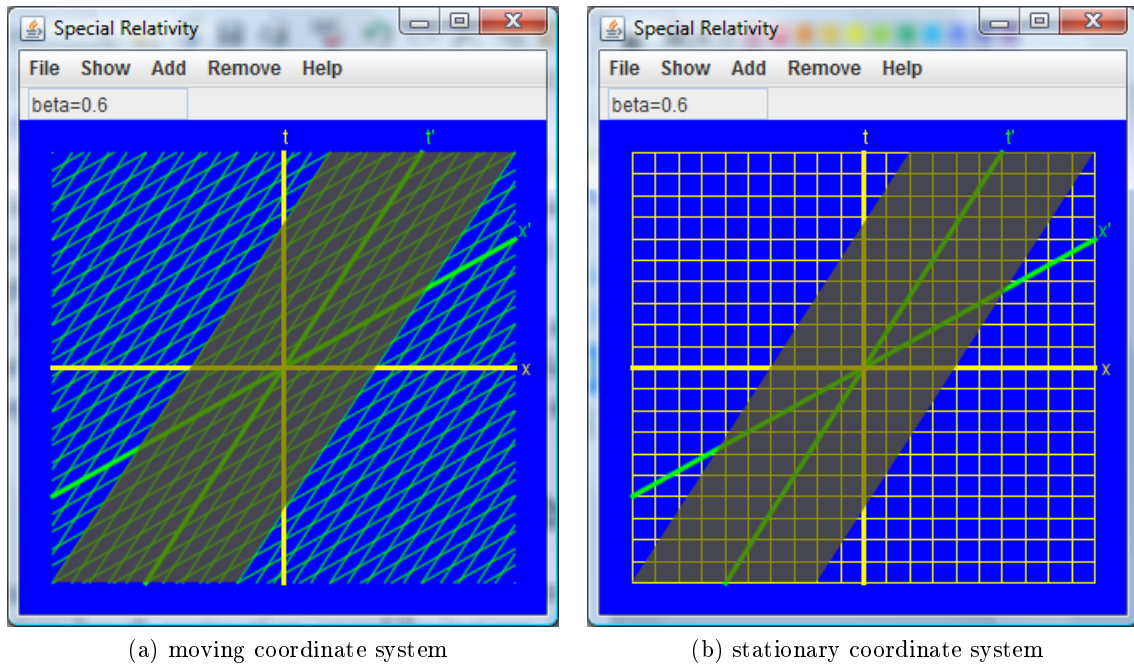 Special Relativity
File Show Add Remove Help
beta=0.6
t
t'
x'
x
(a) moving coordinate system
Special Relativity
File Show Add Remove Help
beta=0.6
t
t'
x'
x
(b) stationary coordinate system